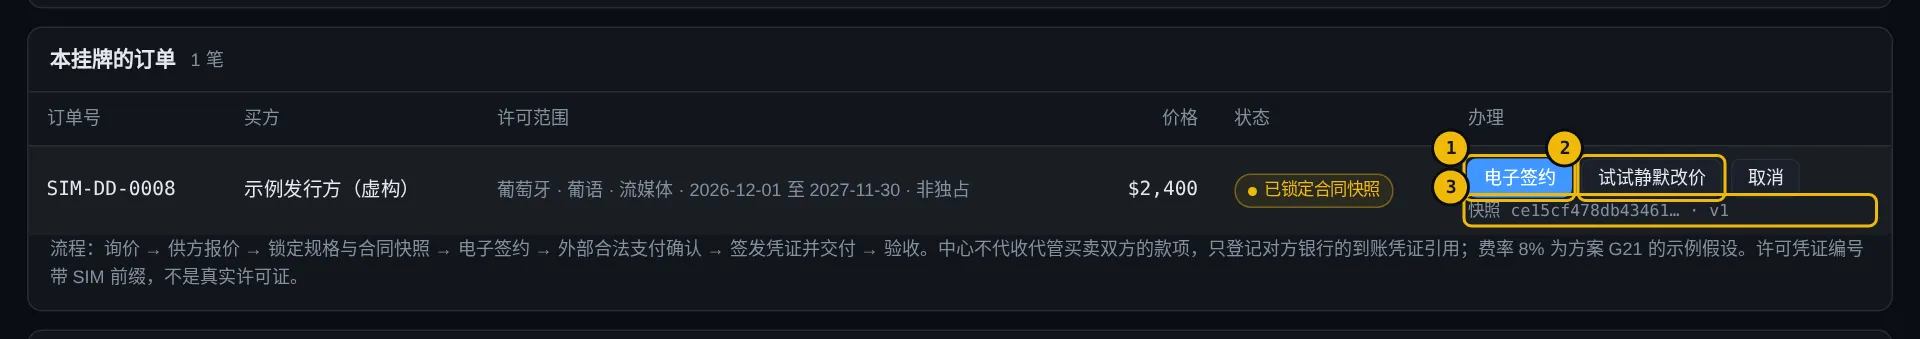 本挂牌的订单 1 笔
订单号 买方 许可范围 价格 状态 办理
1 2
SIM-DD-0008 示例发行方（虚构） 葡萄牙 · 葡语 · 流媒体 · 2026-12-01 至 2027-11-30 · 非独占 $2,400 已锁定合同快照 电子签约 试试静默改价 取消
3 快照 ce15cf478db43461… · v1
流程：询价 → 供方报价 → 锁定规格与合同快照 → 电子签约 → 外部合法支付确认 → 签发凭证并交付 → 验收。中心不代收代管买卖双方的款项，只登记对方银行的到账凭证引用；费率 8% 为方案 G21 的示例假设。许可凭证编号
带 SIM 前缀，不是真实许可证。